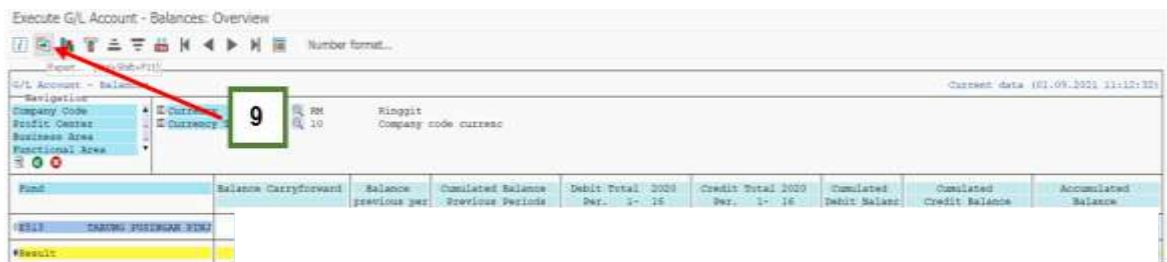 Execute G/L Account - Balances: Overview
Number format...
G/L Account - Balan
Current data (01.09.2021 11:12:32)
Navigation
Company Code
Profit Center
Business Area
Functional Area
Currency RM Ringgit
Currency 10 Company code currenc
9
Fund Balance Carryforward Balance previous per Cumulated Balance Previous Periods Debit Total 2020 Per. 1- 16 Credit Total 2020 Per. 1- 16 Cumulated Debit Balanc Cumulated Credit Balance Accumulated Balance
TABUNG PUSINGAN PINJ
Result